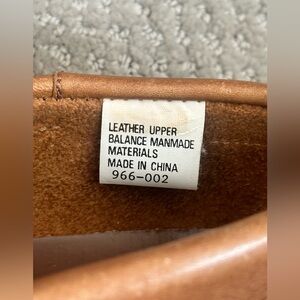 LEATHER UPPER
BALANCE MANMADE
MATERIALS
MADE IN CHINA
966-002